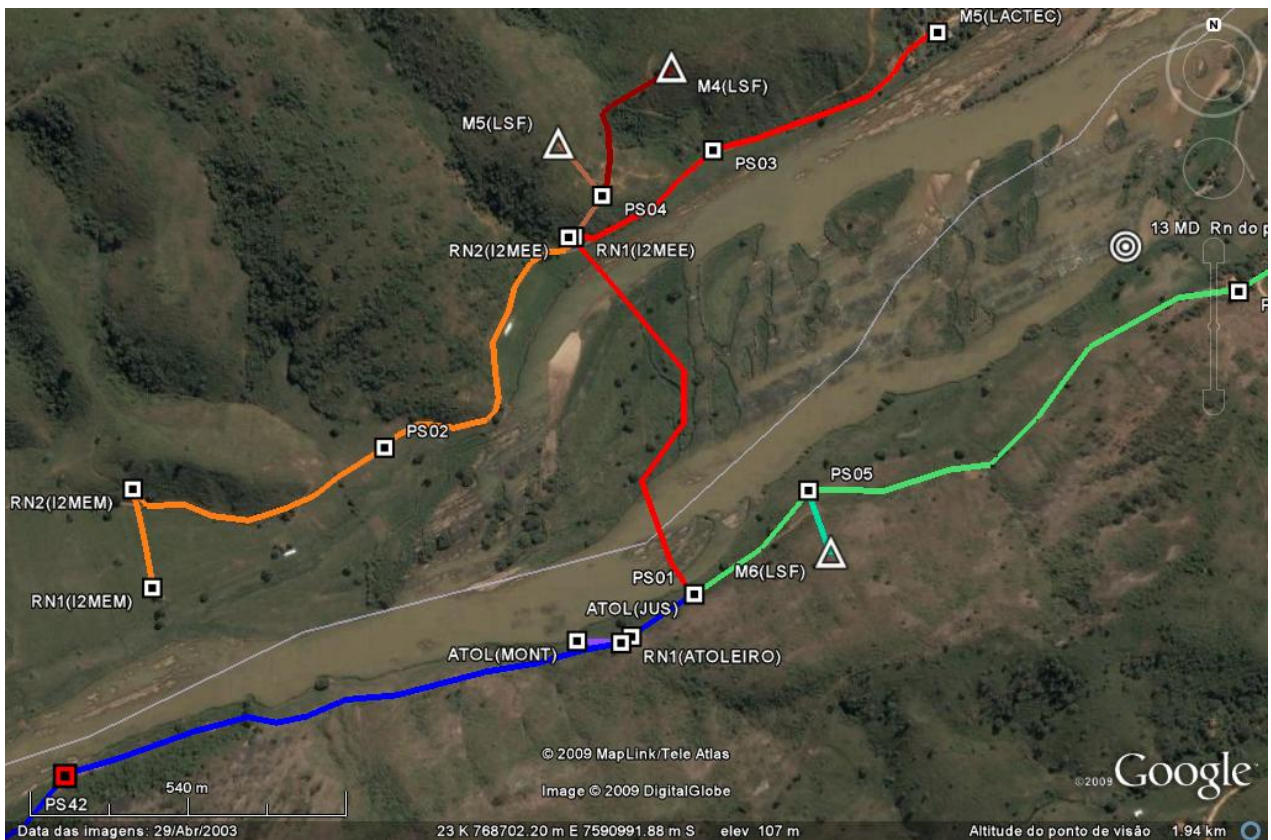 M5(LACTEC)
N
M4(LSF)
M5(LSF)
PS03
PS04
13 MD Rn do p
RN2(I2MEE)
RN1(I2MEE)
P
PS02
PS05
RN2(I2MEM)
M6(LSF)
PS01
RN1(I2MEM)
ATOL(JUS)
ATOL(MONT)
RN1(ATOLEIRO)
© 2009 MapLink/Tele Atlas
540 m
Image © 2009 DigitalGlobe
©2009 Google
PS42
Data das imagens: 29/Abr/2003
23 K 768702.20 m E 7590991.88 m S elev 107 m
Altitude do ponto de visão 1.94 km